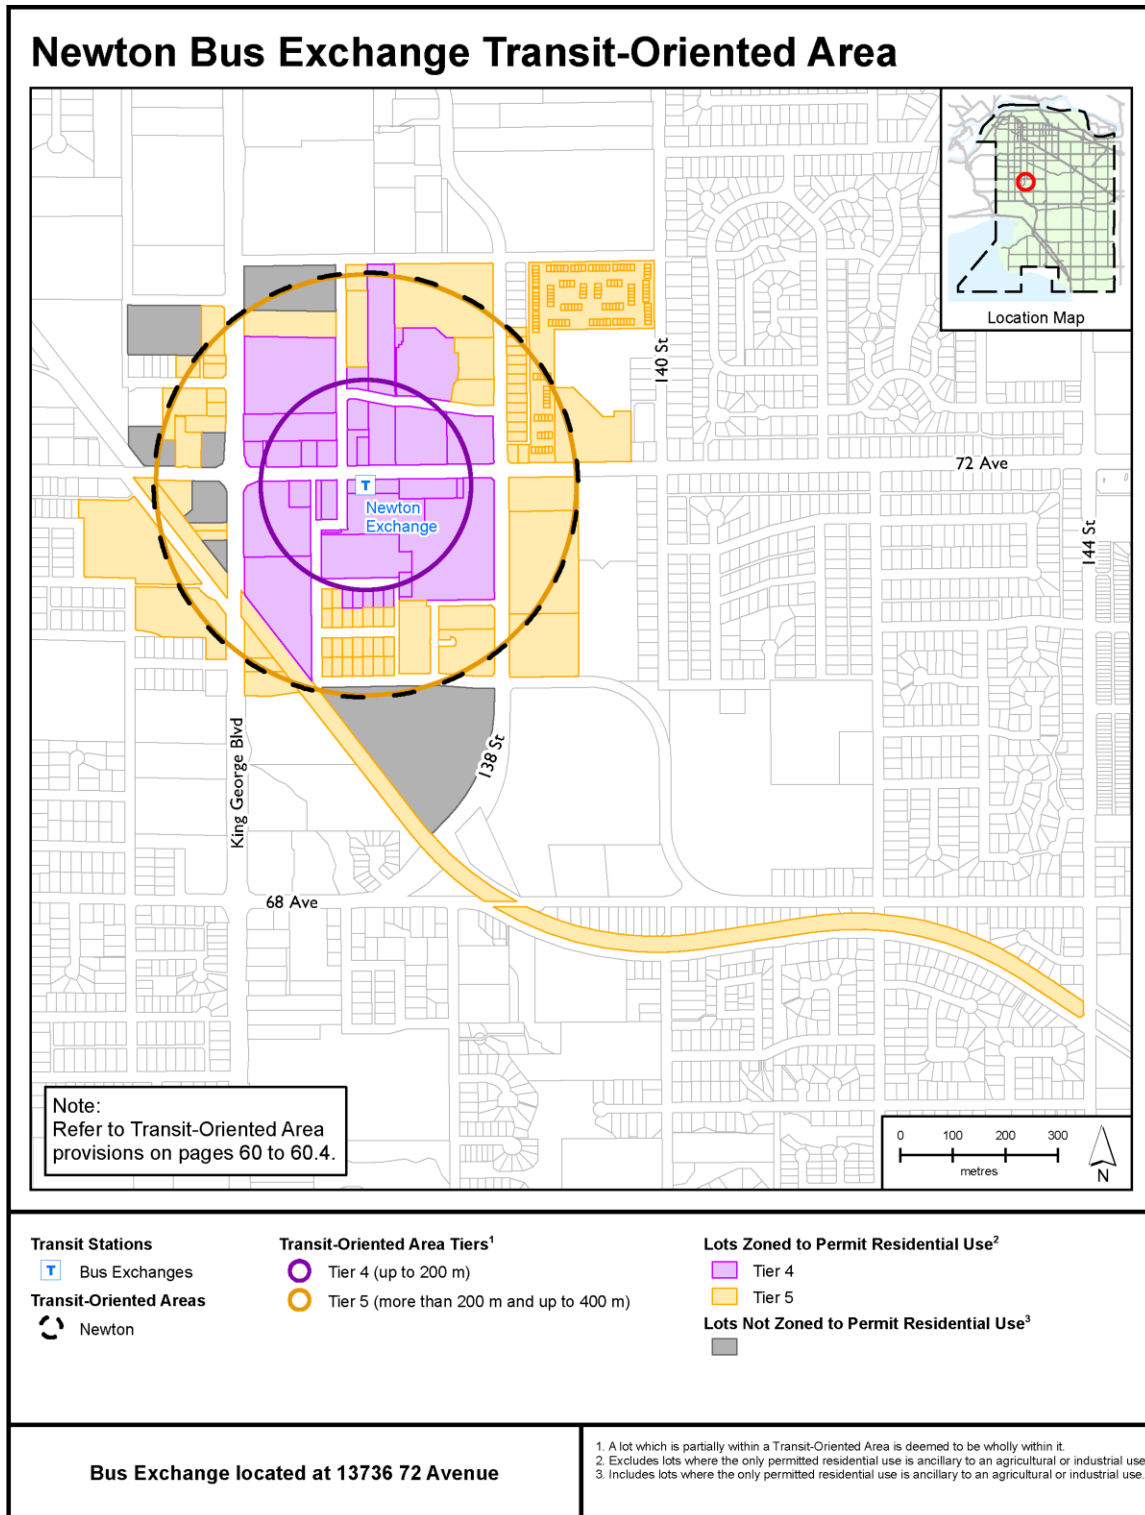 Newton Bus Exchange Transit-Oriented Area
Location Map
140 St
72 Ave
T
Newton
Exchange
144 St
King George Blvd
138 St
68 Ave
Note:
Refer to Transit-Oriented Area
provisions on pages 60 to 60.4.
0 100 200 300
metres
N
Transit Stations
T Bus Exchanges
Transit-Oriented Areas
Newton
Transit-Oriented Area Tiers¹
Tier 4 (up to 200 m)
Tier 5 (more than 200 m and up to 400 m)
Lots Zoned to Permit Residential Use²
Tier 4
Tier 5
Lots Not Zoned to Permit Residential Use³
Bus Exchange located at 13736 72 Avenue
1. A lot which is partially within a Transit-Oriented Area is deemed to be wholly within it.
2. Excludes lots where the only permitted residential use is ancillary to an agricultural or industrial use
3. Includes lots where the only permitted residential use is ancillary to an agricultural or industrial use.